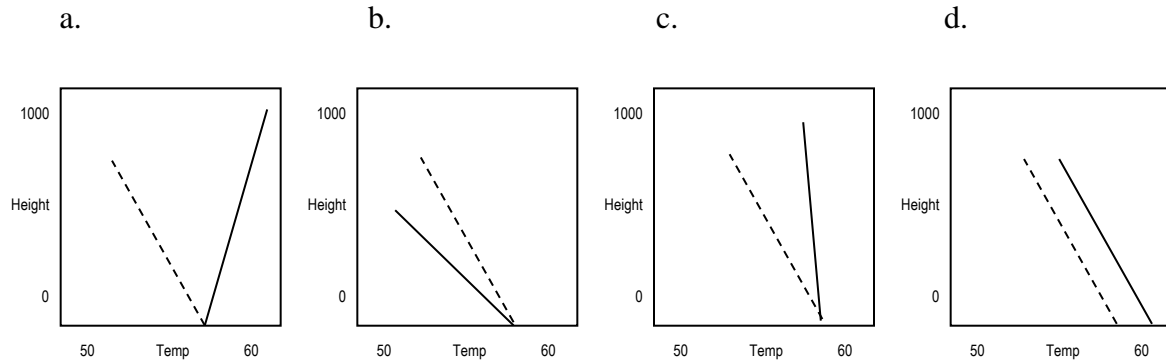 a. b. c. d.
1000 1000 1000 1000
Height Height Height Height
0 0 0 0
50 Temp 60 50 Temp 60 50 Temp 60 50 Temp 60